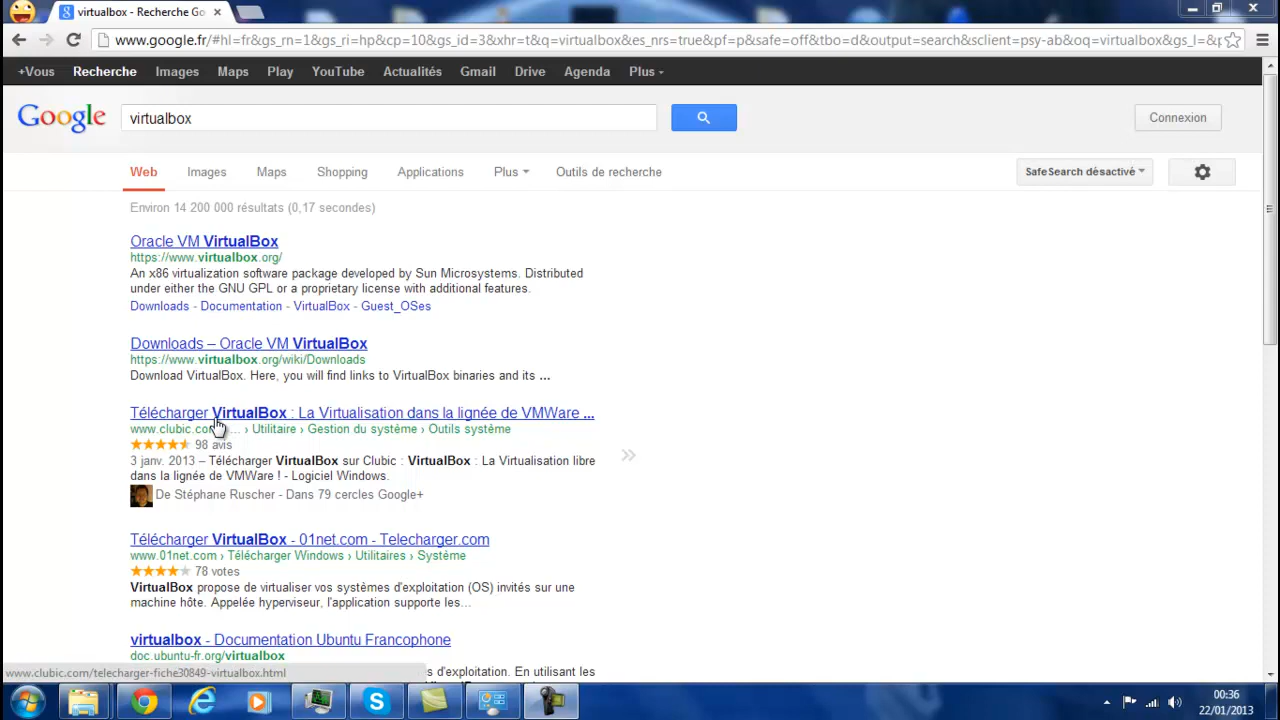 virtualbox - Recherche Go
www.google.fr/#hl=fr&gs_rn=1&gs_ri=hp&cp=10&gs_id=3&xhr=t&q=virtualbox&es_nrs=true&pf=p&safe=off&tbo=d&output=search&sclient=psy-ab&oq=virtualbox&gs_l=&p
+Vous Recherche Images Maps Play YouTube Actualités Gmail Drive Agenda Plus
Google virtualbox Connexion
Web Images Maps Shopping Applications Plus Outils de recherche SafeSearch désactivé
Environ 14 200 000 résultats (0,17 secondes)
Oracle VM VirtualBox
https://www.virtualbox.org/
An x86 virtualization software package developed by Sun Microsystems. Distributed
under either the GNU GPL or a proprietary license with additional features.
Downloads - Documentation - VirtualBox - Guest_OSes
Downloads – Oracle VM VirtualBox
https://www.virtualbox.org/wiki/Downloads
Download VirtualBox. Here, you will find links to VirtualBox binaries and its ...
Télécharger VirtualBox : La Virtualisation dans la lignée de VMWare ...
www.clubic.co ... › Utilitaire › Gestion du système › Outils système
98 avis
3 janv. 2013 – Télécharger VirtualBox sur Clubic : VirtualBox : La Virtualisation libre
dans la lignée de VMWare ! - Logiciel Windows.
De Stéphane Ruscher - Dans 79 cercles Google+
Télécharger VirtualBox - 01net.com - Telecharger.com
www.01net.com › Télécharger Windows › Utilitaires › Système
78 votes
VirtualBox propose de virtualiser vos systèmes d'exploitation (OS) invités sur une
machine hôte. Appelée hyperviseur, l'application supporte les...
virtualbox - Documentation Ubuntu Francophone
doc.ubuntu-fr.org/virtualbox
s d'exploitation. En utilisant les
www.clubic.com/telecharger-fiche30849-virtualbox.html
00:36
22/01/2013